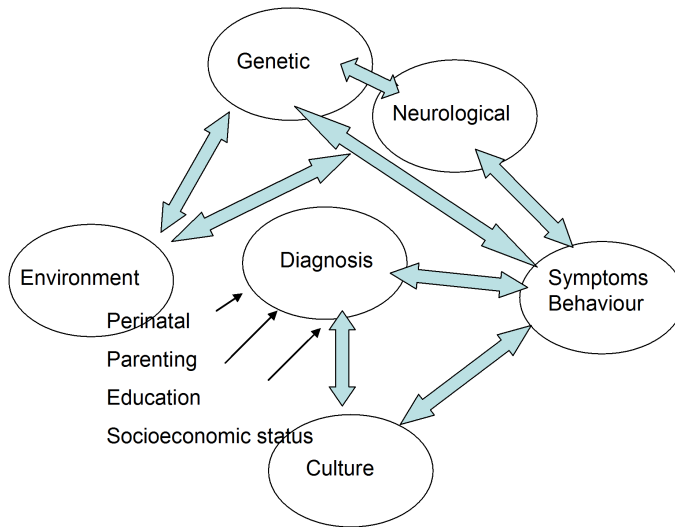 Genetic
Neurological
Environment
Diagnosis
Symptoms
Behaviour
Perinatal
Parenting
Education
Socioeconomic status
Culture